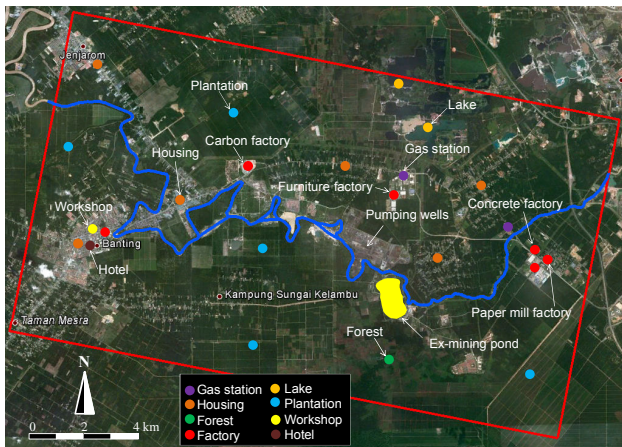 Jenjarom
Plantation
Lake
Carbon factory
Housing
Gas station
Furniture factory
Concrete factory
Workshop
Pumping wells
Banting
Hotel
Kampung Sungai Kelambu
Paper mill factory
Taman Mesra
Forest
Ex-mining pond
N
0 2 4 km
Gas station
Housing
Forest
Factory
Lake
Plantation
Workshop
Hotel